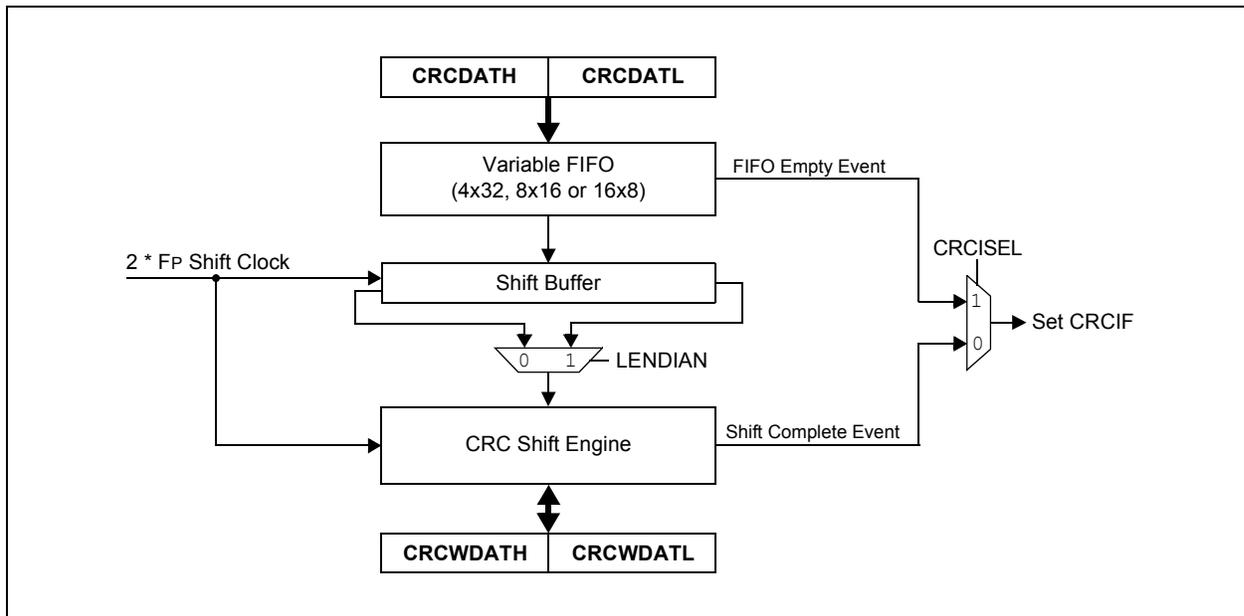 CRCDATH CRCDATL
Variable FIFO
(4x32, 8x16 or 16x8)
FIFO Empty Event
2 * FP Shift Clock
CRCISEL
Shift Buffer
1
Set CRCIF
0
0 1
LENDIAN
CRC Shift Engine
Shift Complete Event
CRCWDATH CRCWDATL